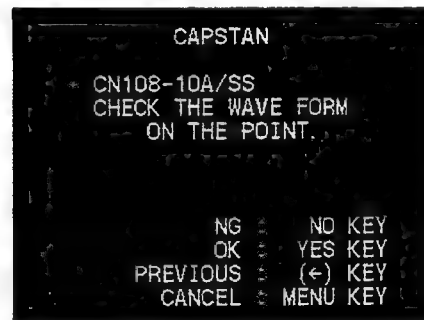 CAPSTAN
CN108-10A/SS
CHECK THE WAVE FORM
ON THE POINT.
NG : NO KEY
OK : YES KEY
PREVIOUS : (←) KEY
CANCEL : MENU KEY